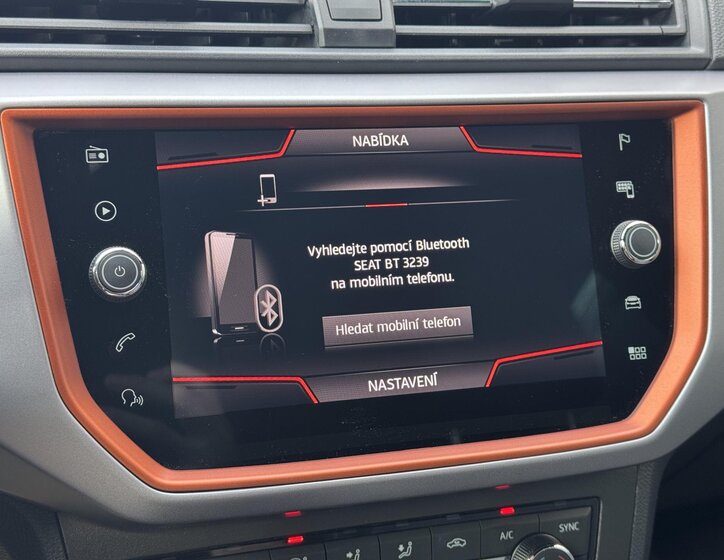 NABÍDKA
Vyhledejte pomocí Bluetooth
SEAT BT 3239
na mobilním telefonu.
Hledat mobilní telefon
NASTAVENÍ
A/C
SYNC